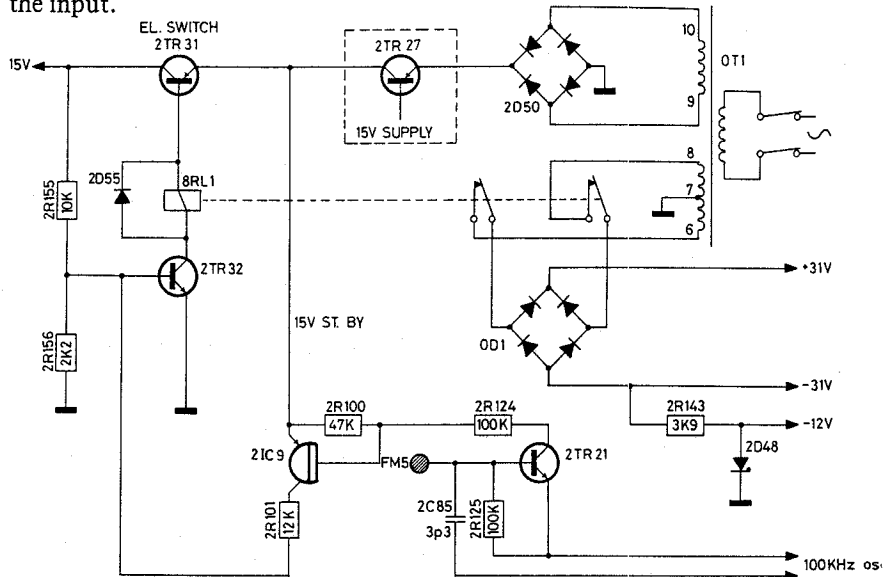 the input.
EL. SWITCH
2TR31
2TR 27
10
OT1
15V
9
2D50
15V SUPPLY
8
2D55
8RL1
7
2R155
10K
6
2TR32
+31V
15V ST. BY
OD1
2R156
2K2
-31V
2R100
47K
2R124
100K
2R143
3K9
-12V
2IC9
FM5
2TR21
2D48
2R101
12K
2C85
3p3
2R125
100K
100KHz os